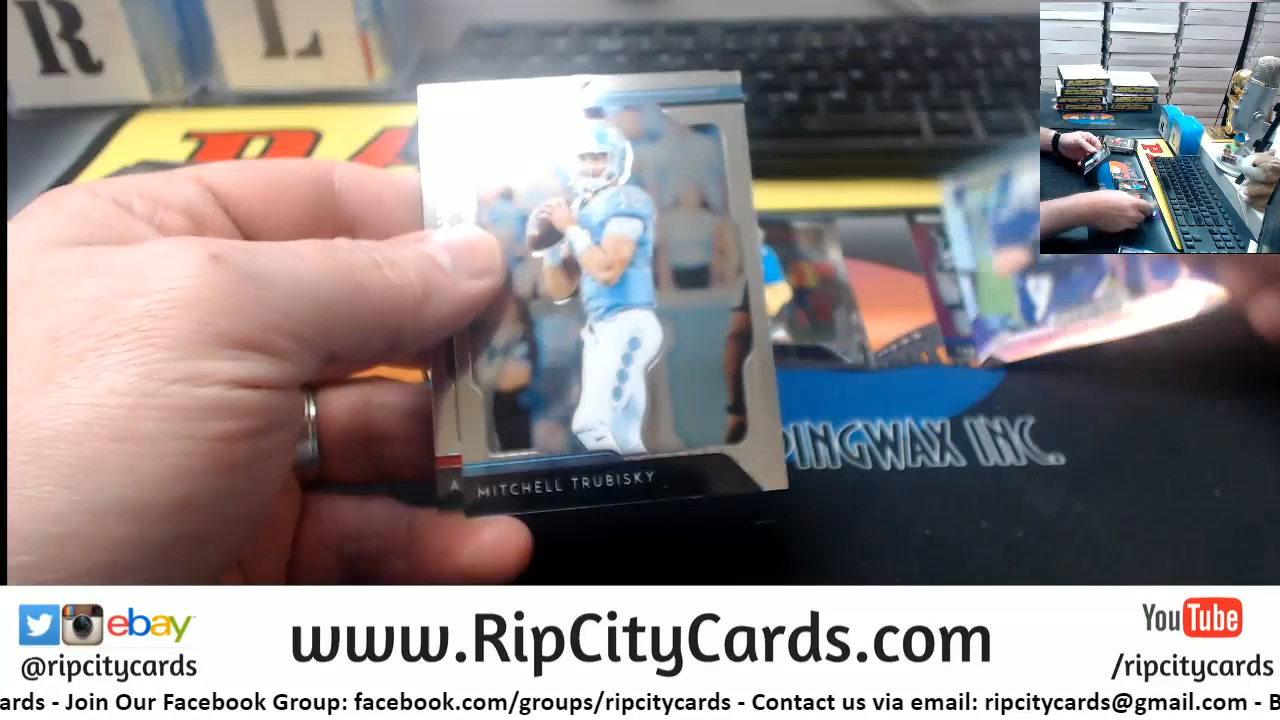 R L
MITCHELL TRUBISKY
PINGWAX INC.
ebay
@ripcitycards
www.RipCityCards.com
YouTube
/ripcitycards
ards - Join Our Facebook Group: facebook.com/groups/ripcitycards - Contact us via email: ripcitycards@gmail.com - B